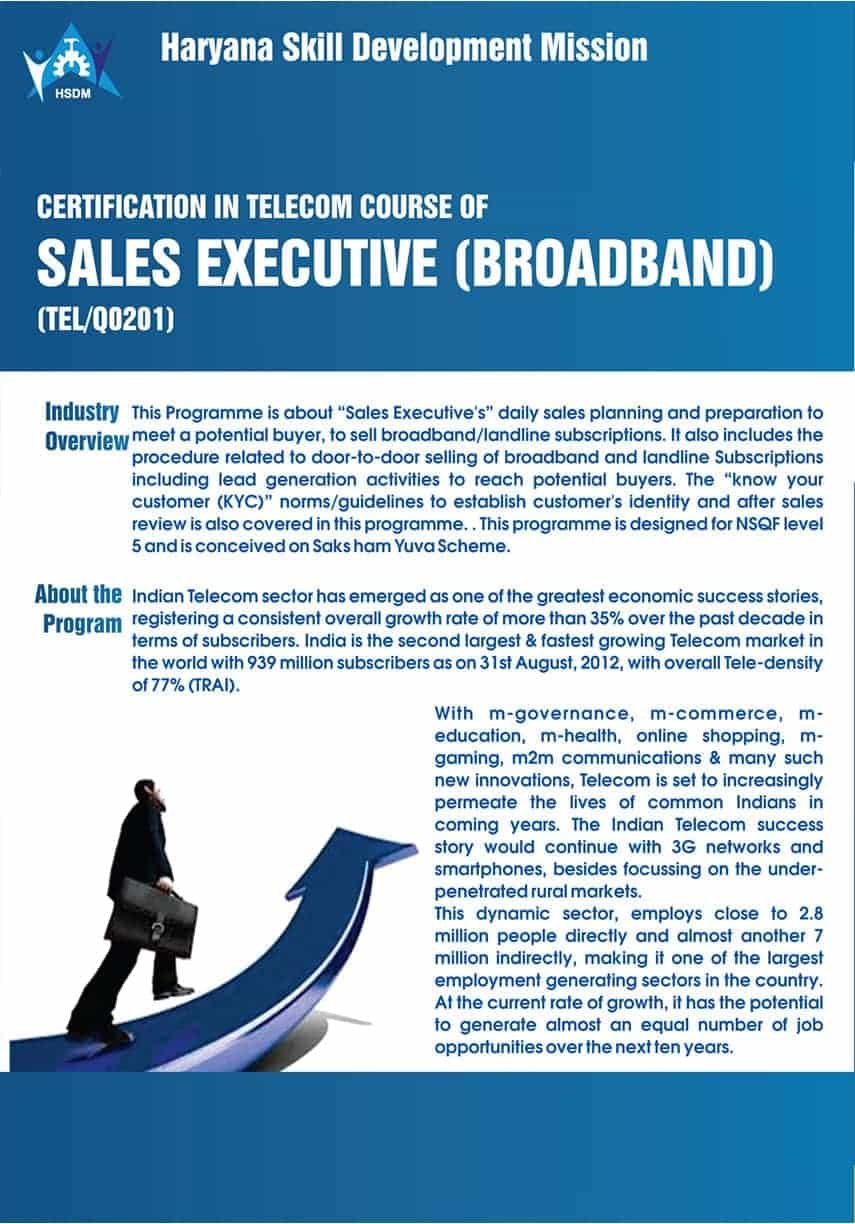 HSDM
Haryana Skill Development Mission
CERTIFICATION IN TELECOM COURSE OF
SALES EXECUTIVE (BROADBAND)
(TEL/Q0201)
Industry
Overview
This Programme is about “Sales Executive's” daily sales planning and preparation to
meet a potential buyer, to sell broadband/landline subscriptions. It also includes the
procedure related to door-to-door selling of broadband and landline Subscriptions
including lead generation activities to reach potential buyers. The “know your
customer (KYC)” norms/guidelines to establish customer's identity and after sales
review is also covered in this programme. . This programme is designed for NSQF level
5 and is conceived on Saks ham Yuva Scheme.
About the
Program
Indian Telecom sector has emerged as one of the greatest economic success stories,
registering a consistent overall growth rate of more than 35% over the past decade in
terms of subscribers. India is the second largest & fastest growing Telecom market in
the world with 939 million subscribers as on 31st August, 2012, with overall Tele-density
of 77% (TRAI).
With m-governance, m-commerce, m-
education, m-health, online shopping, m-
gaming, m2m communications & many such
new innovations, Telecom is set to increasingly
permeate the lives of common Indians in
coming years. The Indian Telecom success
story would continue with 3G networks and
smartphones, besides focussing on the under-
penetrated rural markets.
This dynamic sector, employs close to 2.8
million people directly and almost another 7
million indirectly, making it one of the largest
employment generating sectors in the country.
At the current rate of growth, it has the potential
to generate almost an equal number of job
opportunities over the next ten years.